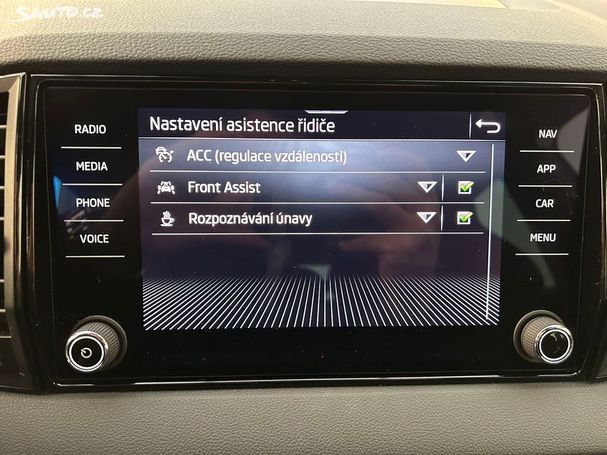 SAUTO.CZ
RADIO
MEDIA
PHONE
VOICE
Nastavení asistence řidiče
ACC (regulace vzdálenosti)
Front Assist
Rozpoznávání únavy
NAV
APP
CAR
MENU